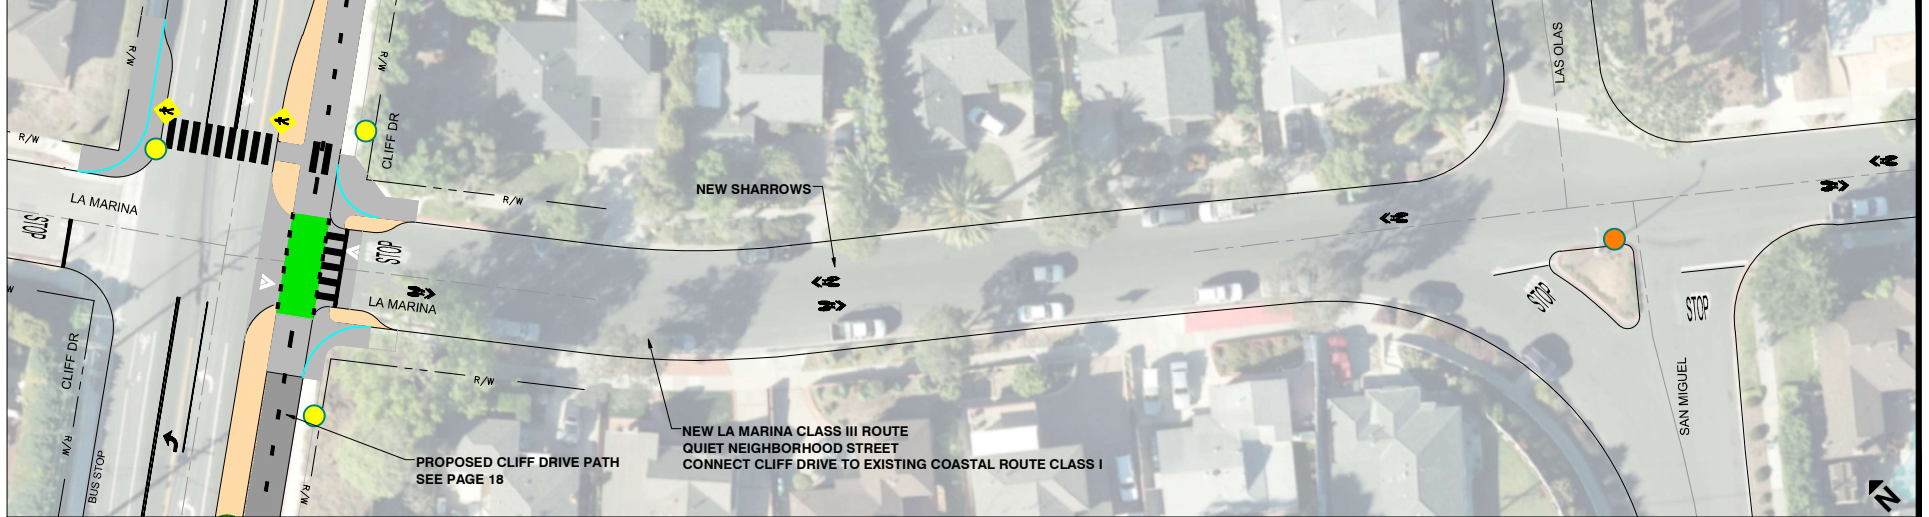 R/W
R/W
R/W
CLIFF DR
LAS OLAS
NEW SHARROWS
R/W
LA MARINA
STOP
STOP
LA MARINA
STOP
STOP
W
CLIFF DR
R/W
R/W
SAN MIGUEL
NEW LA MARINA CLASS III ROUTE
QUIET NEIGHBORHOOD STREET
CONNECT CLIFF DRIVE TO EXISTING COASTAL ROUTE CLASS I
PROPOSED CLIFF DRIVE PATH
SEE PAGE 18
BUS STOP
R/W
N